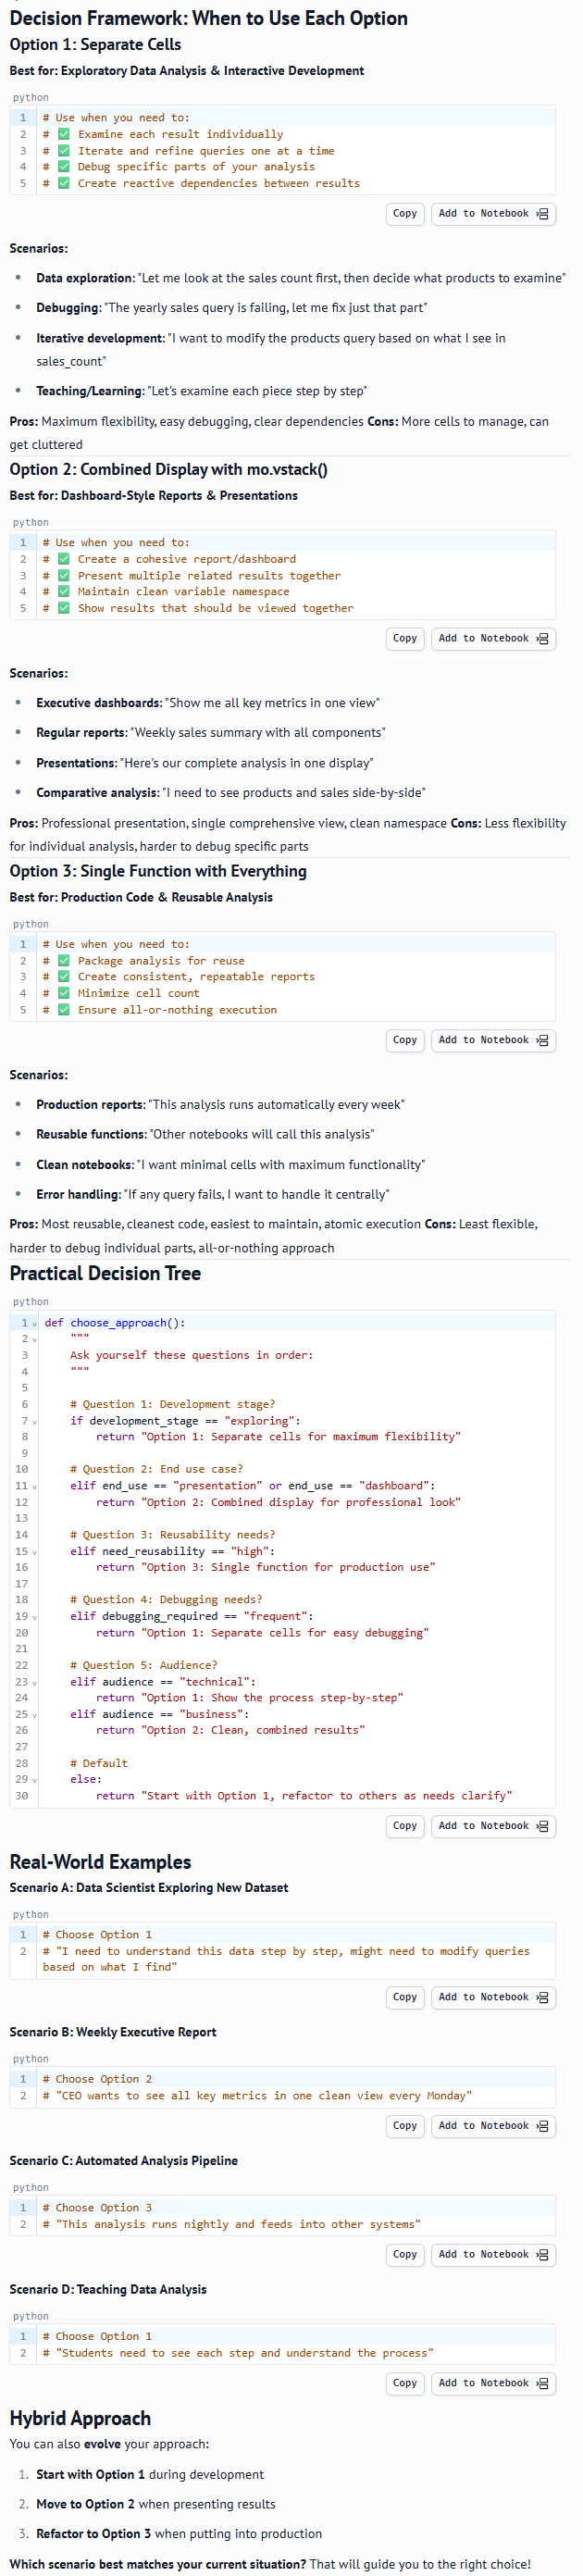 Decision Framework: When to Use Each Option
Option 1: Separate Cells
Best for: Exploratory Data Analysis & Interactive Development
python
1 # Use when you need to:
2 # ✅ Examine each result individually
3 # ✅ Iterate and refine queries one at a time
4 # ✅ Debug specific parts of your analysis
5 # ✅ Create reactive dependencies between results
Copy Add to Notebook
Scenarios:
• Data exploration: "Let me look at the sales count first, then decide what products to examine"
• Debugging: "The yearly sales query is failing, let me fix just that part"
• Iterative development: "I want to modify the products query based on what I see in
sales_count"
• Teaching/Learning: "Let's examine each piece step by step"
Pros: Maximum flexibility, easy debugging, clear dependencies Cons: More cells to manage, can
get cluttered
Option 2: Combined Display with mo.vstack()
Best for: Dashboard-Style Reports & Presentations
python
1 # Use when you need to:
2 # ✅ Create a cohesive report/dashboard
3 # ✅ Present multiple related results together
4 # ✅ Maintain clean variable namespace
5 # ✅ Show results that should be viewed together
Copy Add to Notebook
Scenarios:
• Executive dashboards: "Show me all key metrics in one view"
• Regular reports: "Weekly sales summary with all components"
• Presentations: "Here's our complete analysis in one display"
• Comparative analysis: "I need to see products and sales side-by-side"
Pros: Professional presentation, single comprehensive view, clean namespace Cons: Less flexibility
for individual analysis, harder to debug specific parts
Option 3: Single Function with Everything
Best for: Production Code & Reusable Analysis
python
1 # Use when you need to:
2 # ✅ Package analysis for reuse
3 # ✅ Create consistent, repeatable reports
4 # ✅ Minimize cell count
5 # ✅ Ensure all-or-nothing execution
Copy Add to Notebook
Scenarios:
• Production reports: "This analysis runs automatically every week"
• Reusable functions: "Other notebooks will call this analysis"
• Clean notebooks: "I want minimal cells with maximum functionality"
• Error handling: "If any query fails, I want to handle it centrally"
Pros: Most reusable, cleanest code, easiest to maintain, atomic execution Cons: Least flexible,
harder to debug individual parts, all-or-nothing approach
Practical Decision Tree
python
1 def choose_approach():
2     """
3     Ask yourself these questions in order:
4     """
5
6     # Question 1: Development stage?
7     if development_stage == "exploring":
8         return "Option 1: Separate cells for maximum flexibility"
9
10     # Question 2: End use case?
11     elif end_use == "presentation" or end_use == "dashboard":
12         return "Option 2: Combined display for professional look"
13
14     # Question 3: Reusability needs?
15     elif need_reusability == "high":
16         return "Option 3: Single function for production use"
17
18     # Question 4: Debugging needs?
19     elif debugging_required == "frequent":
20         return "Option 1: Separate cells for easy debugging"
21
22     # Question 5: Audience?
23     elif audience == "technical":
24         return "Option 1: Show the process step-by-step"
25     elif audience == "business":
26         return "Option 2: Clean, combined results"
27
28     # Default
29     else:
30         return "Start with Option 1, refactor to others as needs clarify"
Copy Add to Notebook
Real-World Examples
Scenario A: Data Scientist Exploring New Dataset
python
1 # Choose Option 1
2 # "I need to understand this data step by step, might need to modify queries
based on what I find"
Copy Add to Notebook
Scenario B: Weekly Executive Report
python
1 # Choose Option 2
2 # "CEO wants to see all key metrics in one clean view every Monday"
Copy Add to Notebook
Scenario C: Automated Analysis Pipeline
python
1 # Choose Option 3
2 # "This analysis runs nightly and feeds into other systems"
Copy Add to Notebook
Scenario D: Teaching Data Analysis
python
1 # Choose Option 1
2 # "Students need to see each step and understand the process"
Copy Add to Notebook
Hybrid Approach
You can also evolve your approach:
1. Start with Option 1 during development
2. Move to Option 2 when presenting results
3. Refactor to Option 3 when putting into production
Which scenario best matches your current situation? That will guide you to the right choice!